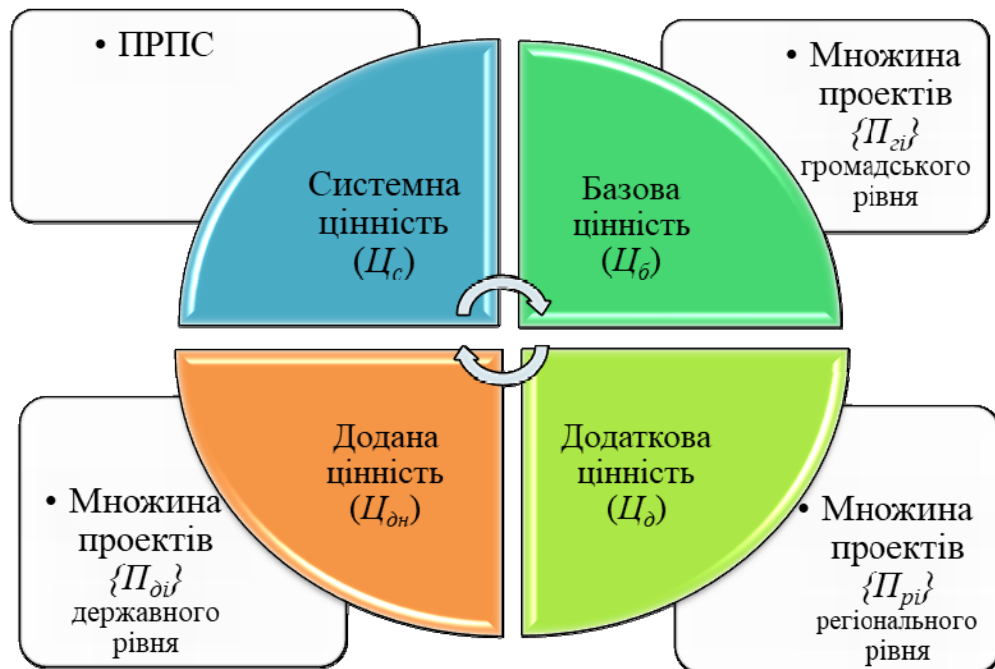 • ПРПС
• Множина
проектів
{П_гі}
громадського
рівня
Системна
цінність
(Ц_с)
Базова
цінність
(Ц_б)
Додана
цінність
(Ц_дн)
Додаткова
цінність
(Ц_д)
• Множина
проектів
{П_ді}
державного
рівня
• Множина
проектів
{П_рі}
регіонального
рівня